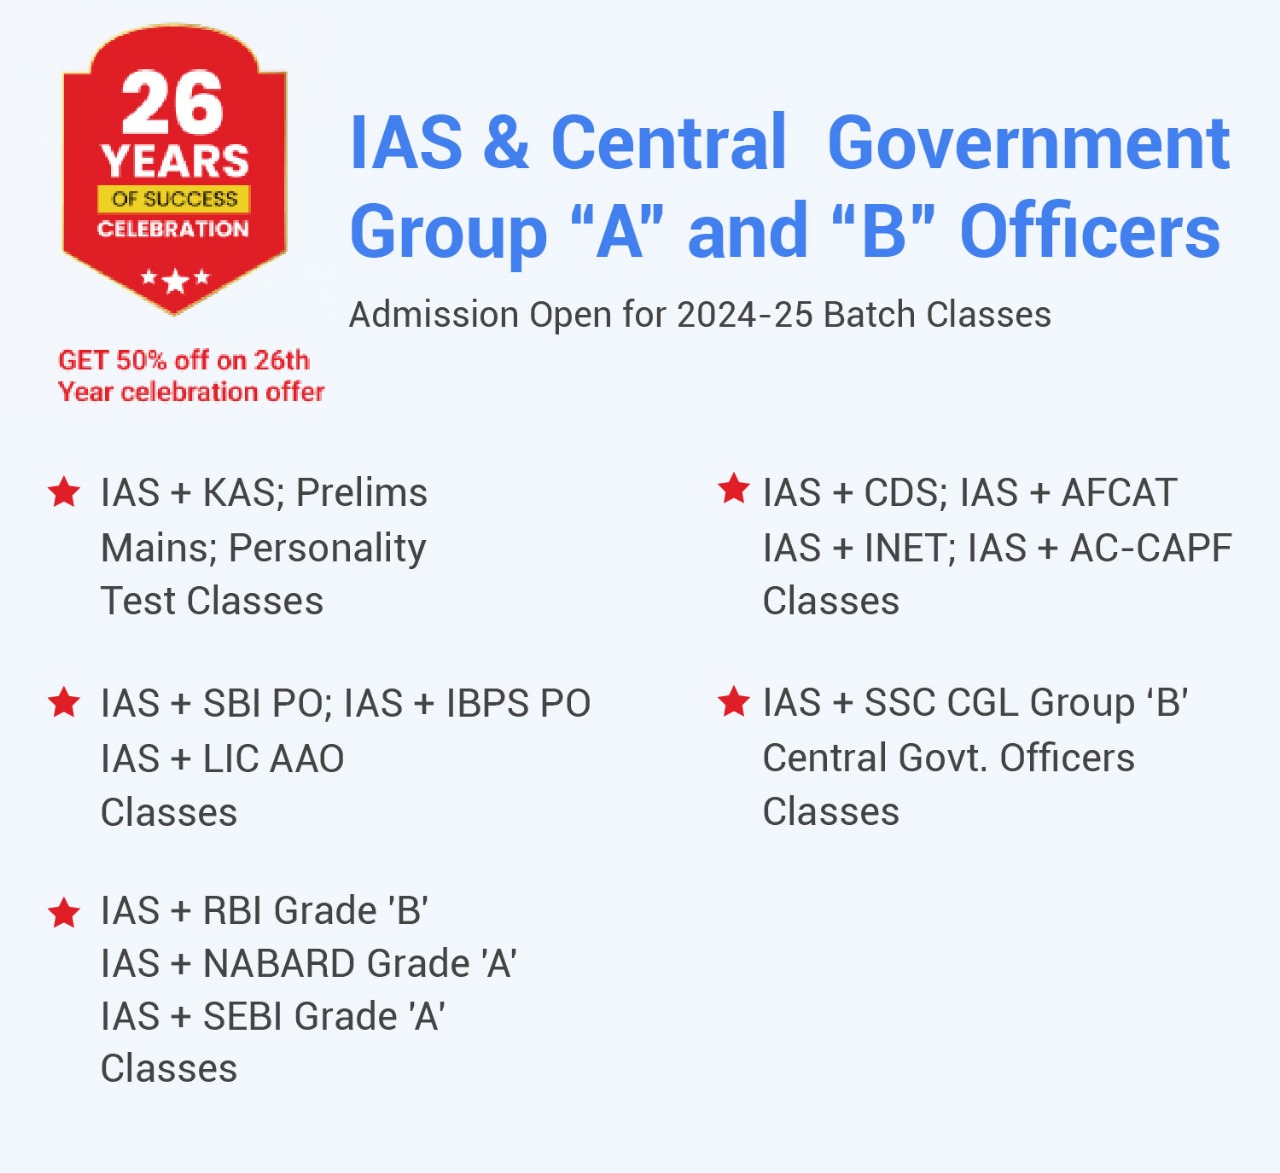 26
YEARS
OF SUCCESS
CELEBRATION
GET 50% off on 26th
Year celebration offer
IAS & Central  Government
Group “A” and “B” Officers
Admission Open for 2024-25 Batch Classes
IAS + KAS; Prelims
Mains; Personality
Test Classes
IAS + CDS; IAS + AFCAT
IAS + INET; IAS + AC-CAPF
Classes
IAS + SBI PO; IAS + IBPS PO
IAS + LIC AAO
Classes
IAS + SSC CGL Group ‘B’
Central Govt. Officers
Classes
IAS + RBI Grade 'B'
IAS + NABARD Grade 'A'
IAS + SEBI Grade 'A'
Classes